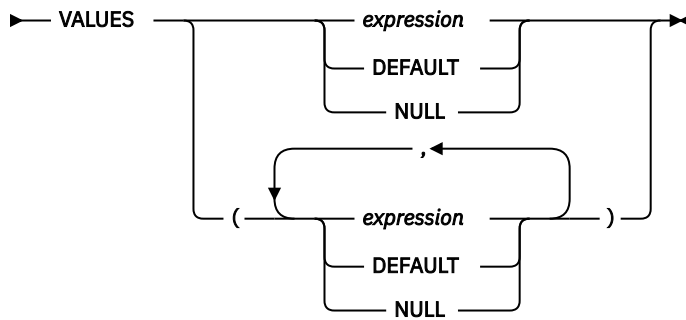 VALUES expression
DEFAULT
NULL
,
( expression )
DEFAULT
NULL